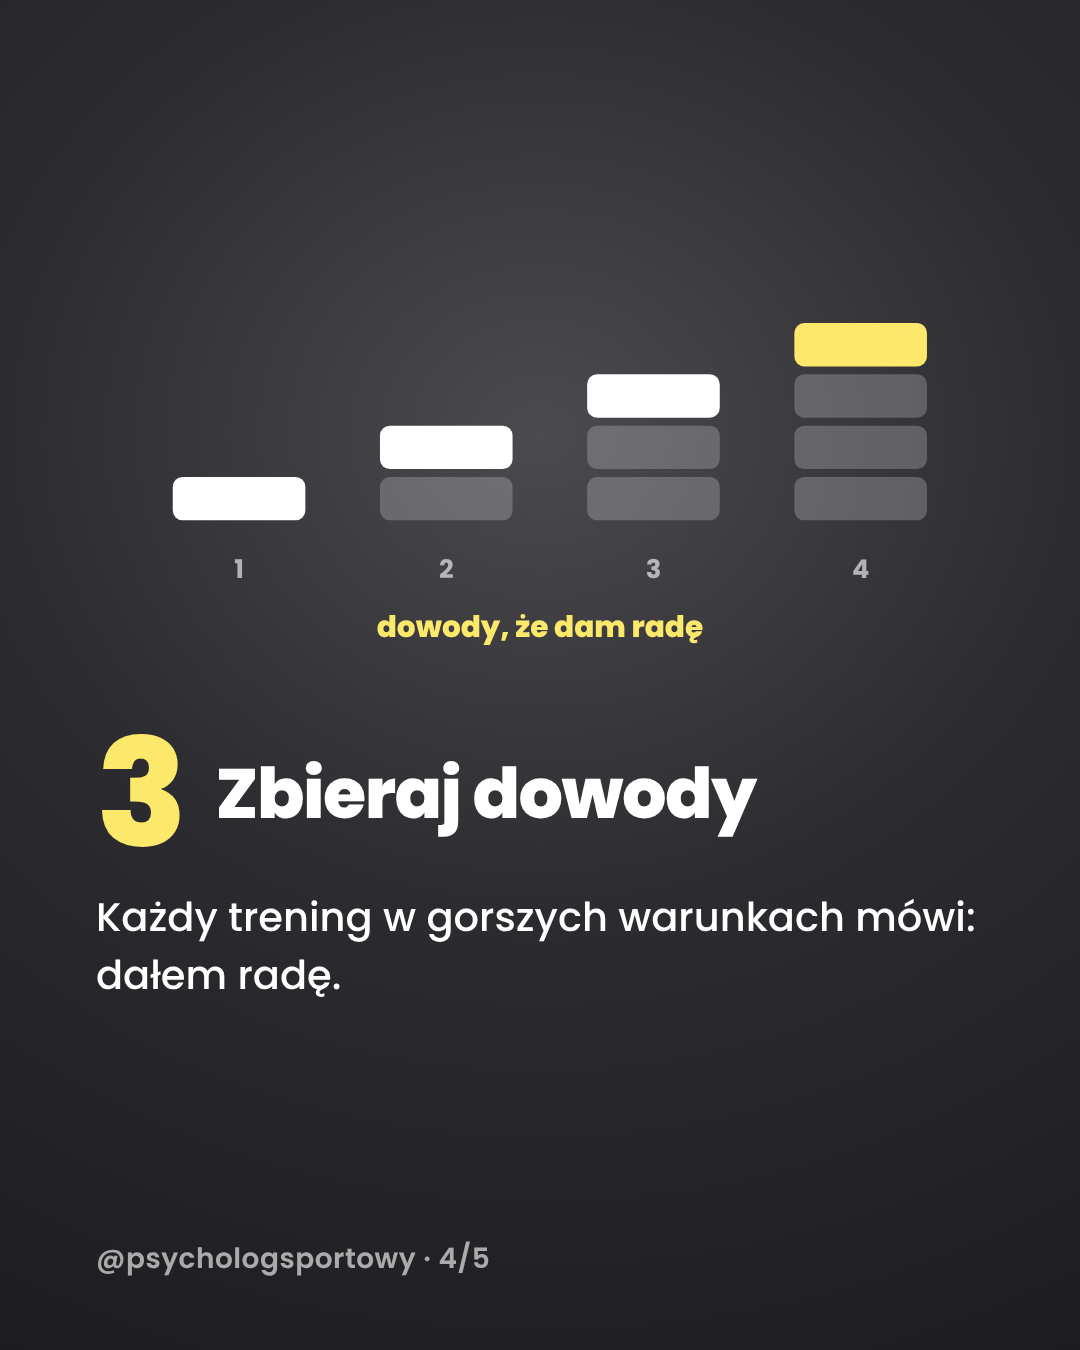 1 2 3 4
dowody, że dam radę
3 Zbieraj dowody
Każdy trening w gorszych warunkach mówi:
dałem radę.
@psychologsportowy · 4/5